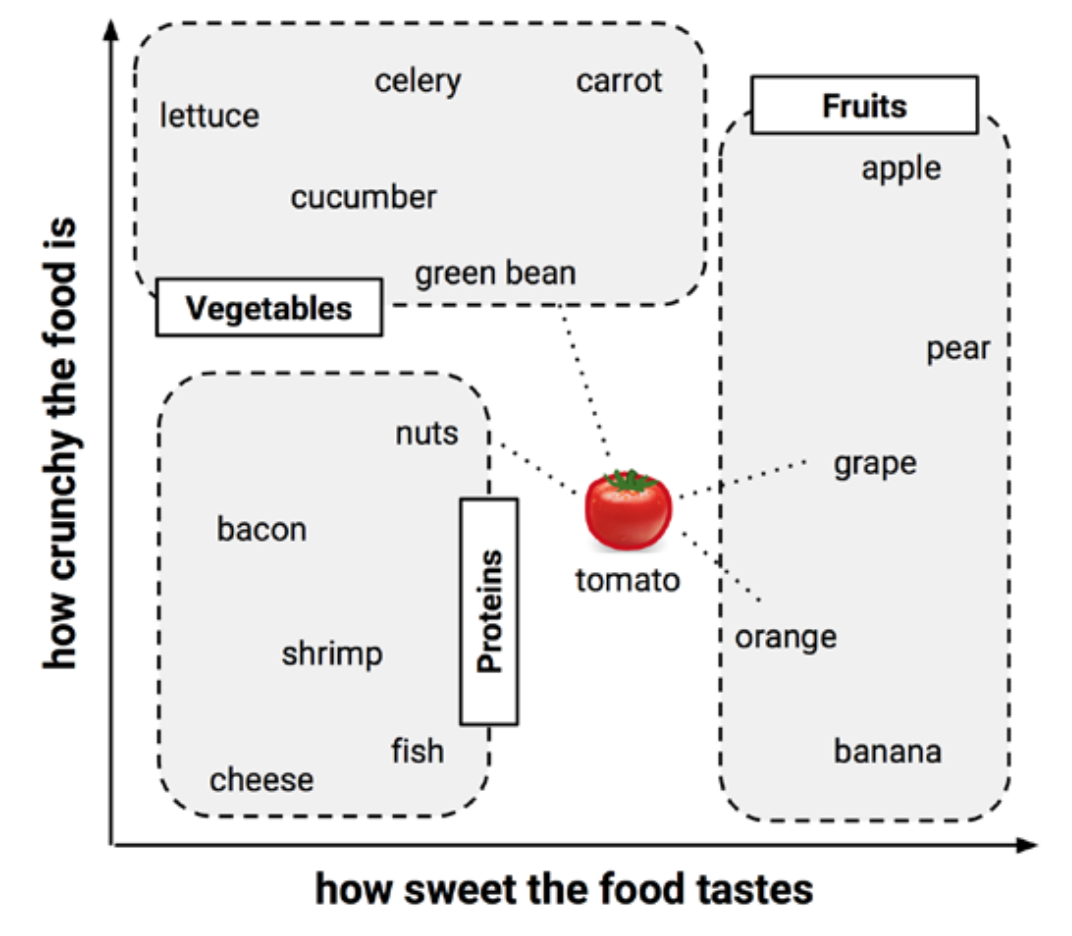 celery
carrot
lettuce
Fruits
apple
cucumber
green bean
Vegetables
pear
nuts
grape
bacon
tomato
Proteins
orange
shrimp
fish
banana
cheese
how crunchy the food is
how sweet the food tastes